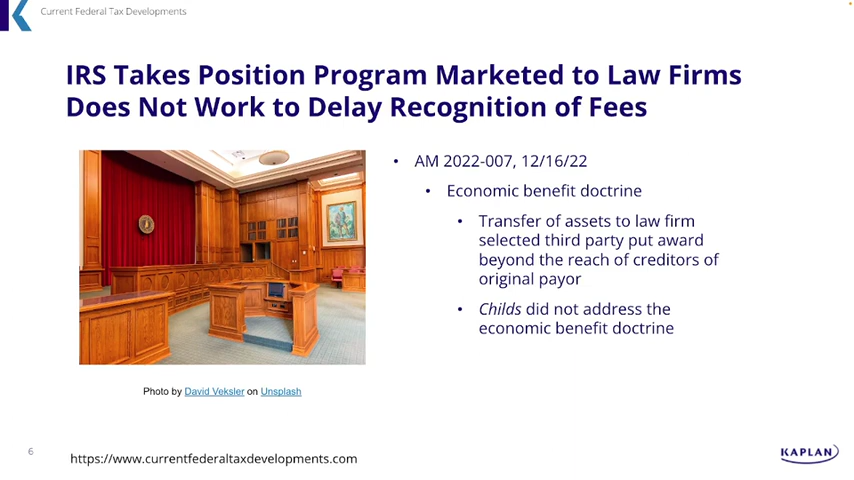 Current Federal Tax Developments
IRS Takes Position Program Marketed to Law Firms
Does Not Work to Delay Recognition of Fees
• AM 2022-007, 12/16/22
• Economic benefit doctrine
• Transfer of assets to law firm
selected third party put award
beyond the reach of creditors of
original payor
• Childs did not address the
economic benefit doctrine
Photo by David Veksler on Unsplash
6
https://www.currentfederaltaxdevelopments.com
KAPLAN